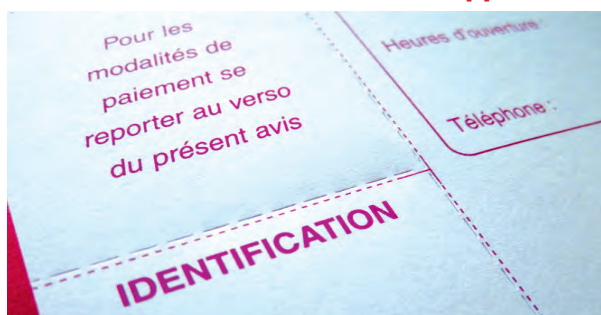 Pour les
modalités de
paiement se
reporter au verso
du présent avis
Heures d'ouverture :
Téléphone :
IDENTIFICATION